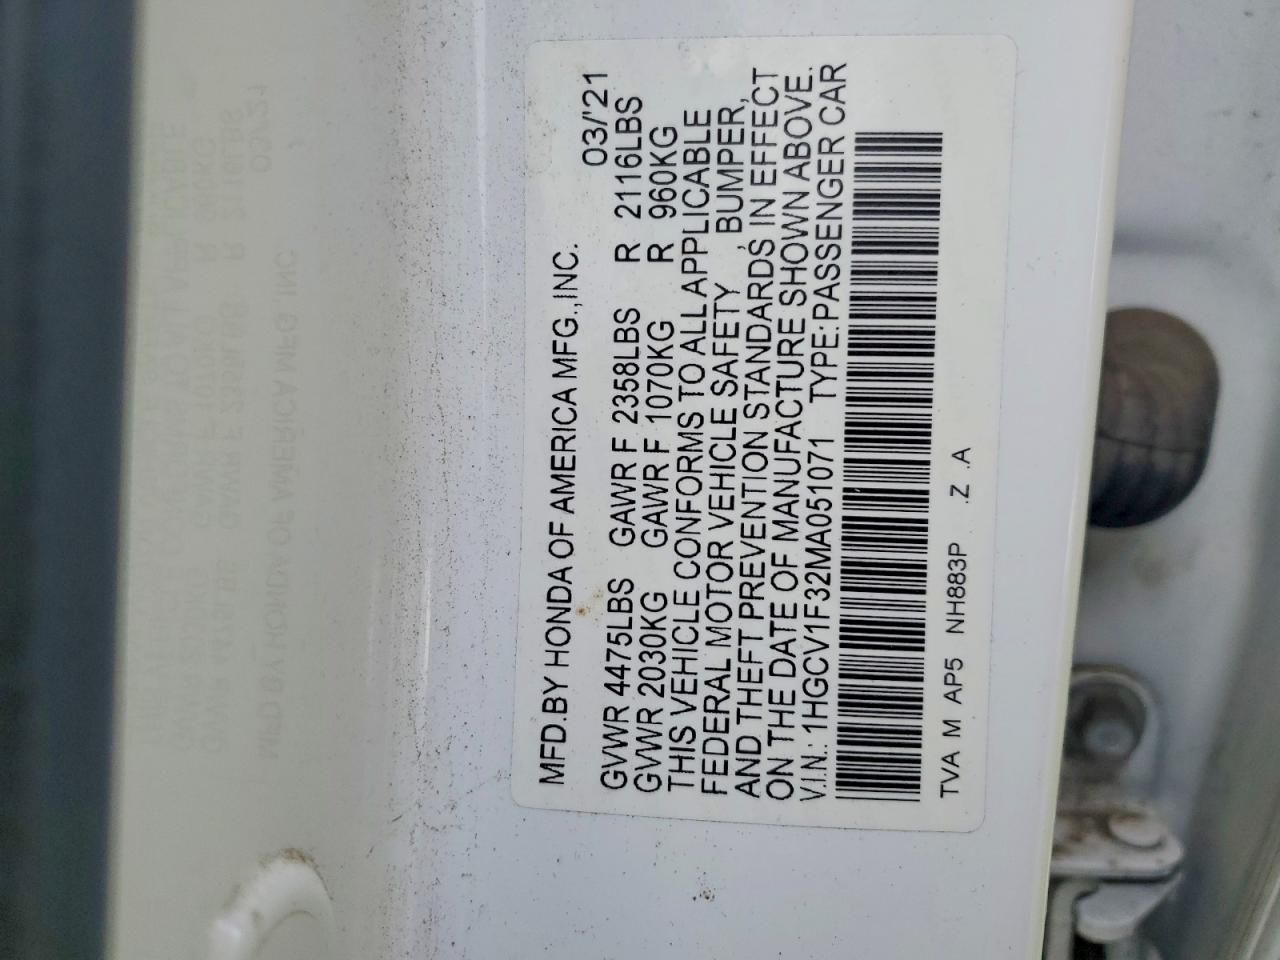 MFD.BY HONDA OF AMERICA MFG.,INC.
03/'21
GVWR 4475LBS GAWR F 2358LBS R 2116LBS
GVWR 2030KG GAWR F 1070KG R 960KG
THIS VEHICLE CONFORMS TO ALL APPLICABLE
FEDERAL MOTOR VEHICLE SAFETY, BUMPER,
AND THEFT PREVENTION STANDARDS IN EFFECT
ON THE DATE OF MANUFACTURE SHOWN ABOVE.
V.I.N.: 1HGCV1F32MA051071 TYPE:PASSENGER CAR
TVA M AP5 NH883P .Z .A